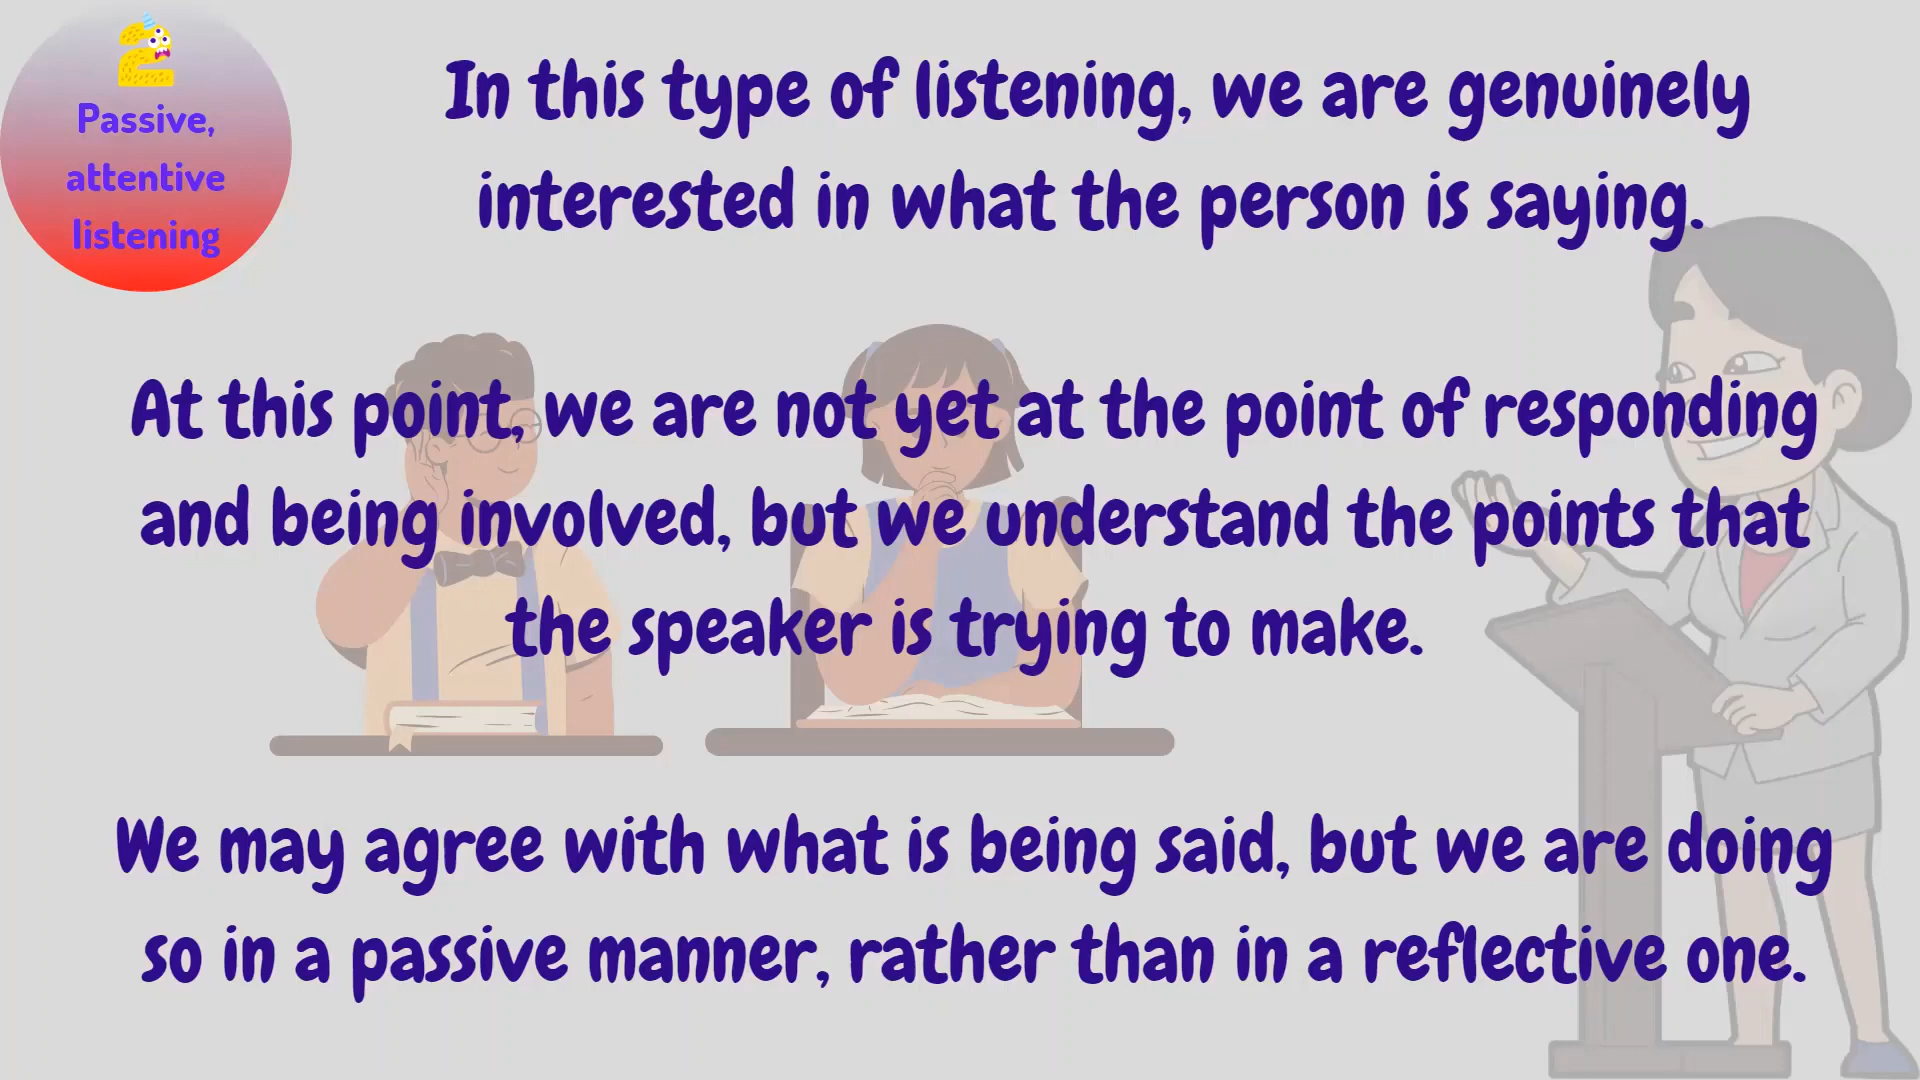 2
Passive,
attentive
listening
In this type of listening, we are genuinely
interested in what the person is saying.
At this point, we are not yet at the point of responding
and being involved, but we understand the points that
the speaker is trying to make.
We may agree with what is being said, but we are doing
so in a passive manner, rather than in a reflective one.